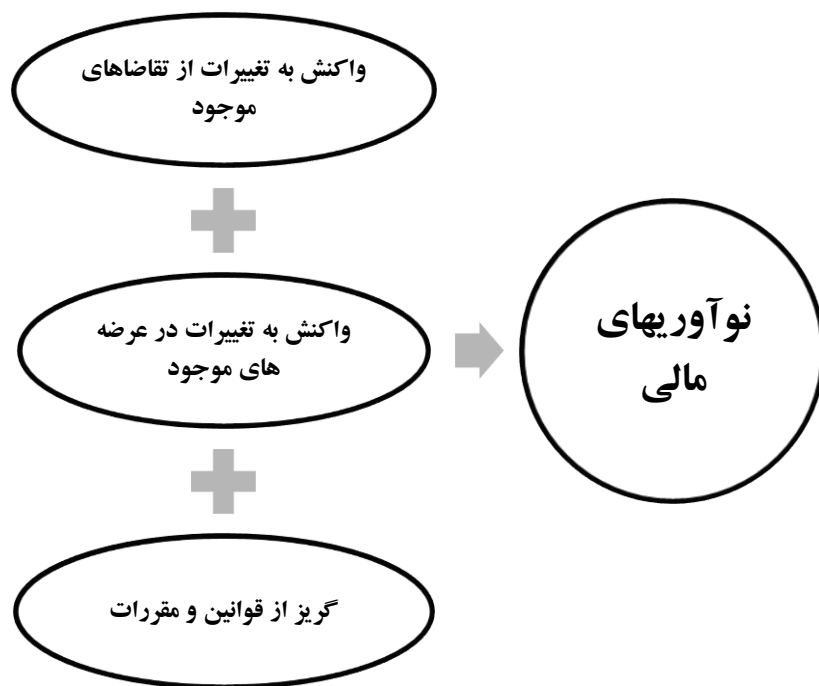 واکنش به تغییرات از تقاضاهای
موجود
واکنش به تغییرات در عرضه
های موجود
گریز از قوانین و مقررات
نوآوریهای
مالی